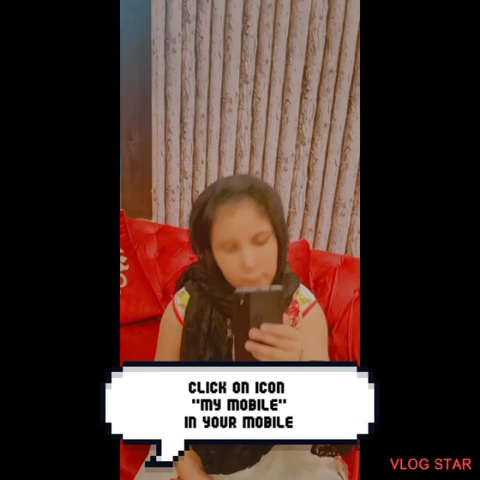 CLICK ON ICON
"MY MOBILE"
IN YOUR MOBILE
VLOG STAR